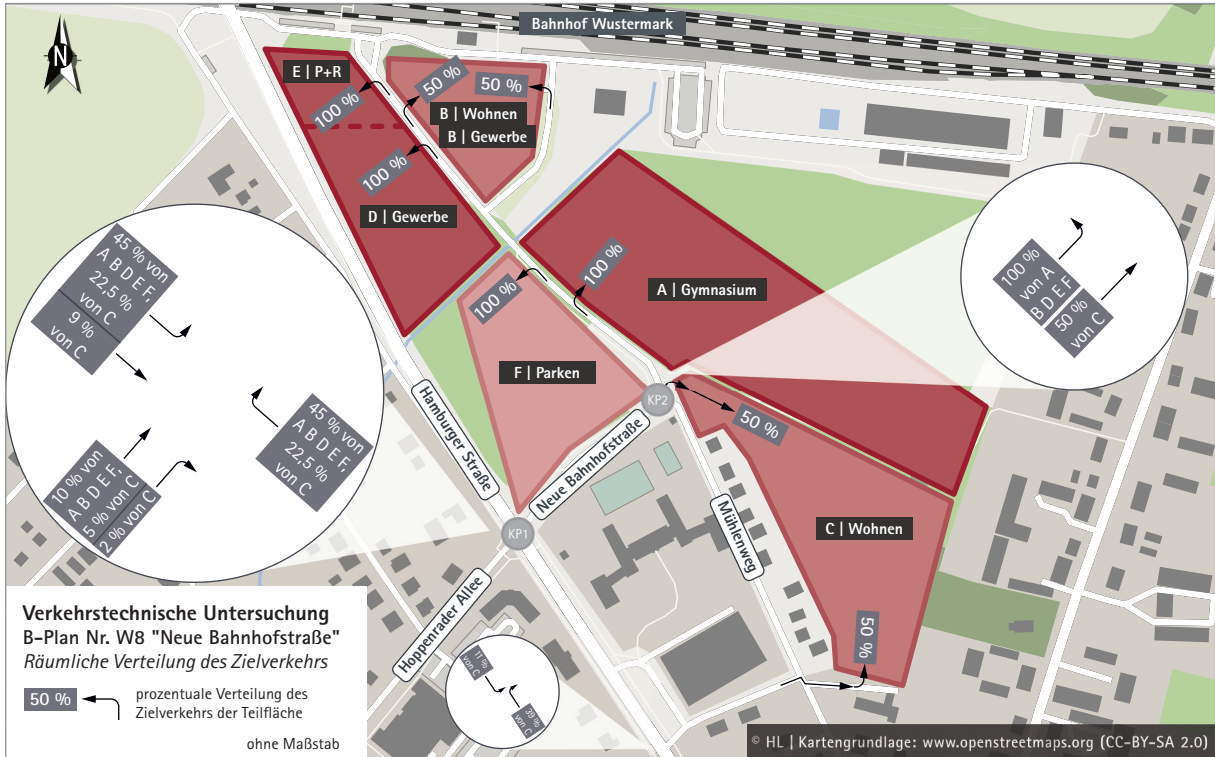 Bahnhof Wustermark
N
E | P+R
100 %
50 %
50 %
B | Wohnen
B | Gewerbe
100 %
D | Gewerbe
100 %
100 %
A | Gymnasium
F | Parken
KP2
50 %
Hamburger Straße
Neue Bahnhofstraße
Mühlenweg
C | Wohnen
KP1
Hoppenrader Allee
50 %
45 % von
A B D E F,
22,5 %
von C
9 %
von C
45 % von
A B D E F,
22,5 %
von C
10 % von
A B D E F,
5 % von C
2 % von C
100 %
von A
B D E F
50 %
von C
11 %
von C
39 %
von C
Verkehrstechnische Untersuchung
B-Plan Nr. W8 "Neue Bahnhofstraße"
Räumliche Verteilung des Zielverkehrs
50 %
prozentuale Verteilung des
Zielverkehrs der Teilfläche
ohne Maßstab
© HL | Kartengrundlage: www.openstreetmaps.org (CC-BY-SA 2.0)